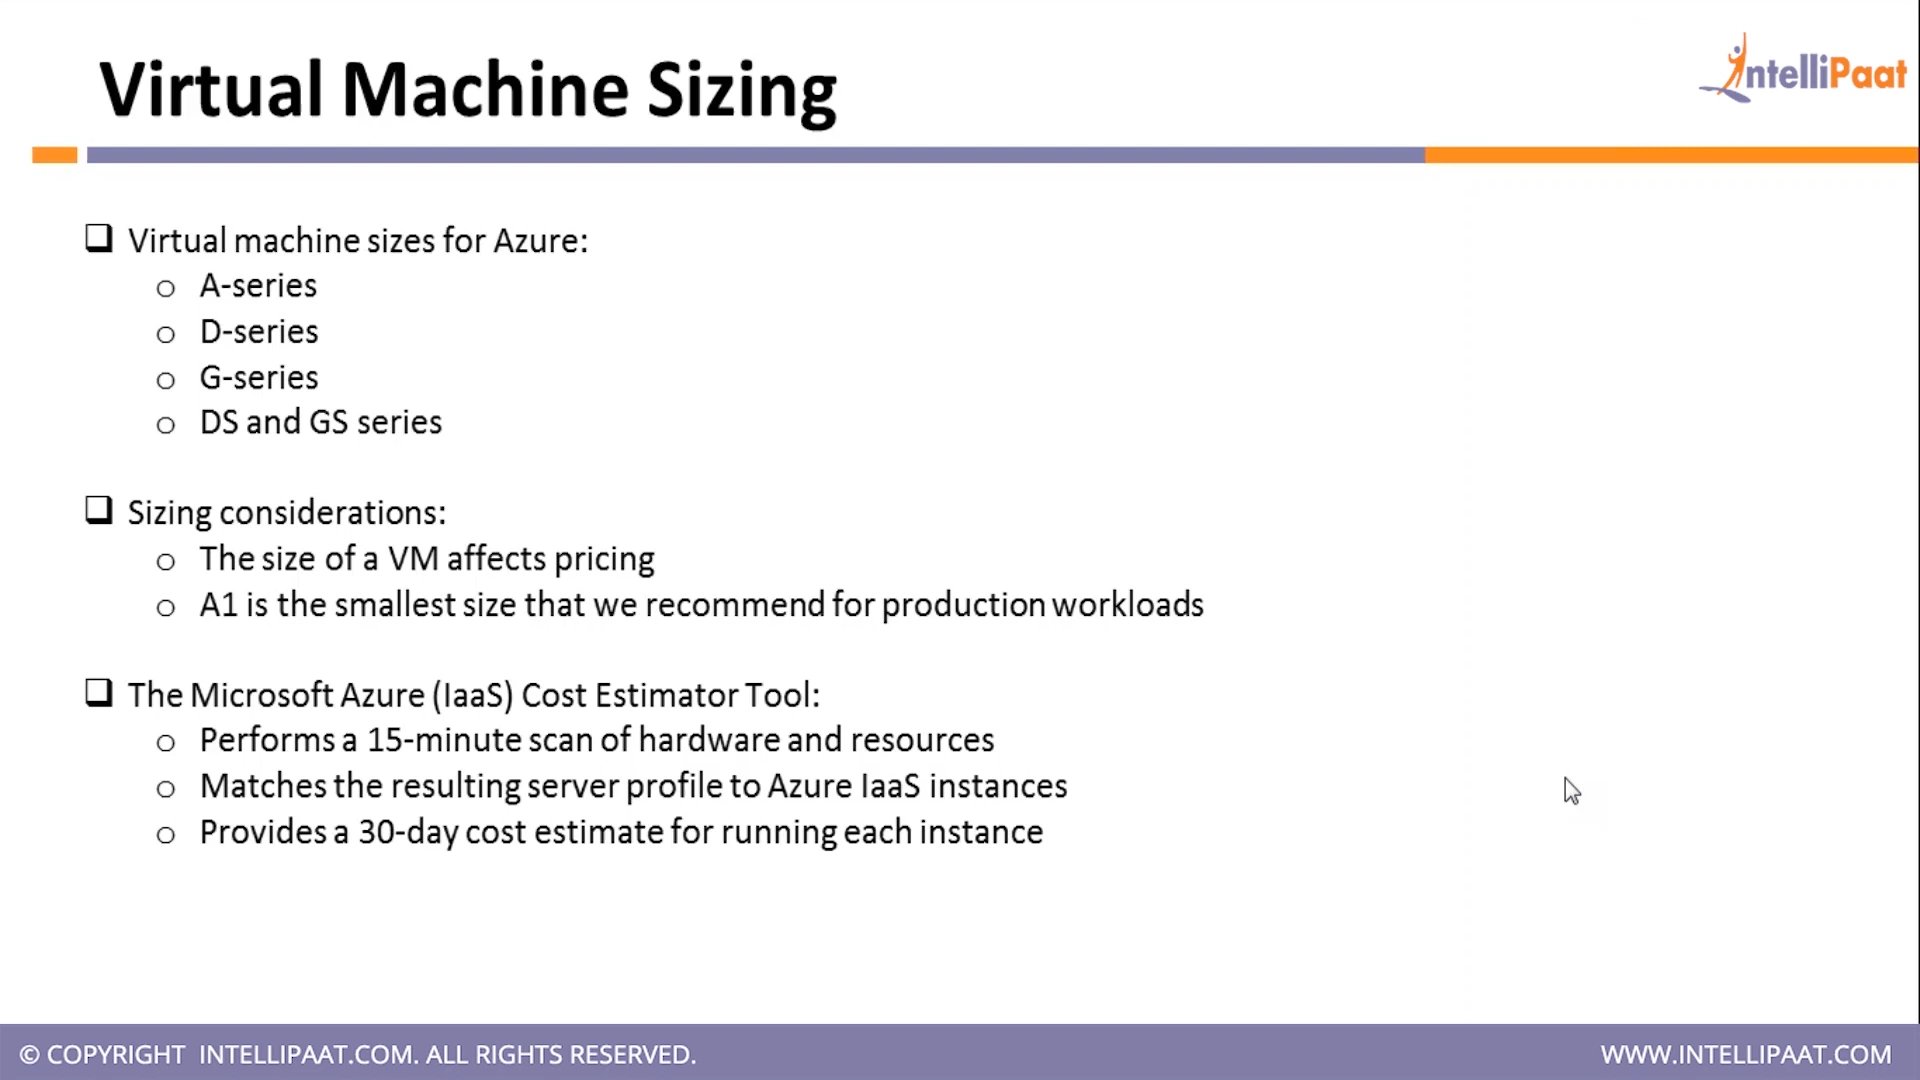 Virtual Machine Sizing
IntelliPaat
Virtual machine sizes for Azure:
A-series
D-series
G-series
DS and GS series
Sizing considerations:
The size of a VM affects pricing
A1 is the smallest size that we recommend for production workloads
The Microsoft Azure (IaaS) Cost Estimator Tool:
Performs a 15-minute scan of hardware and resources
Matches the resulting server profile to Azure IaaS instances
Provides a 30-day cost estimate for running each instance
© COPYRIGHT INTELLIPAAT.COM. ALL RIGHTS RESERVED.
WWW.INTELLIPAAT.COM